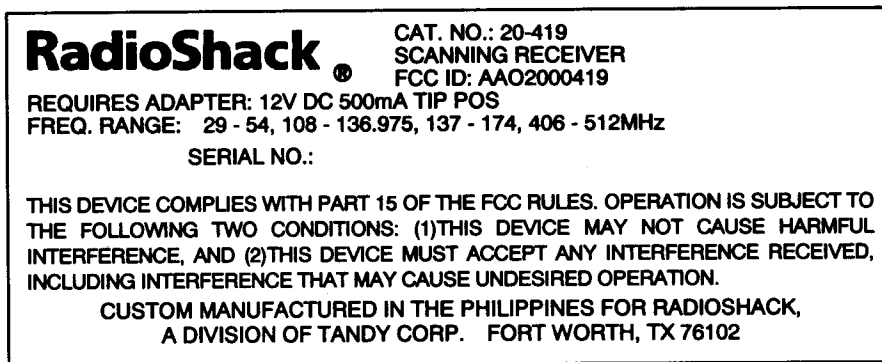 RadioShack ®
CAT. NO.: 20-419
SCANNING RECEIVER
FCC ID: AAO2000419
REQUIRES ADAPTER: 12V DC 500mA TIP POS
FREQ. RANGE: 29 - 54, 108 - 136.975, 137 - 174, 406 - 512MHz
SERIAL NO.:
THIS DEVICE COMPLIES WITH PART 15 OF THE FCC RULES. OPERATION IS SUBJECT TO
THE FOLLOWING TWO CONDITIONS: (1)THIS DEVICE MAY NOT CAUSE HARMFUL
INTERFERENCE, AND (2)THIS DEVICE MUST ACCEPT ANY INTERFERENCE RECEIVED,
INCLUDING INTERFERENCE THAT MAY CAUSE UNDESIRED OPERATION.
CUSTOM MANUFACTURED IN THE PHILIPPINES FOR RADIOSHACK,
A DIVISION OF TANDY CORP. FORT WORTH, TX 76102